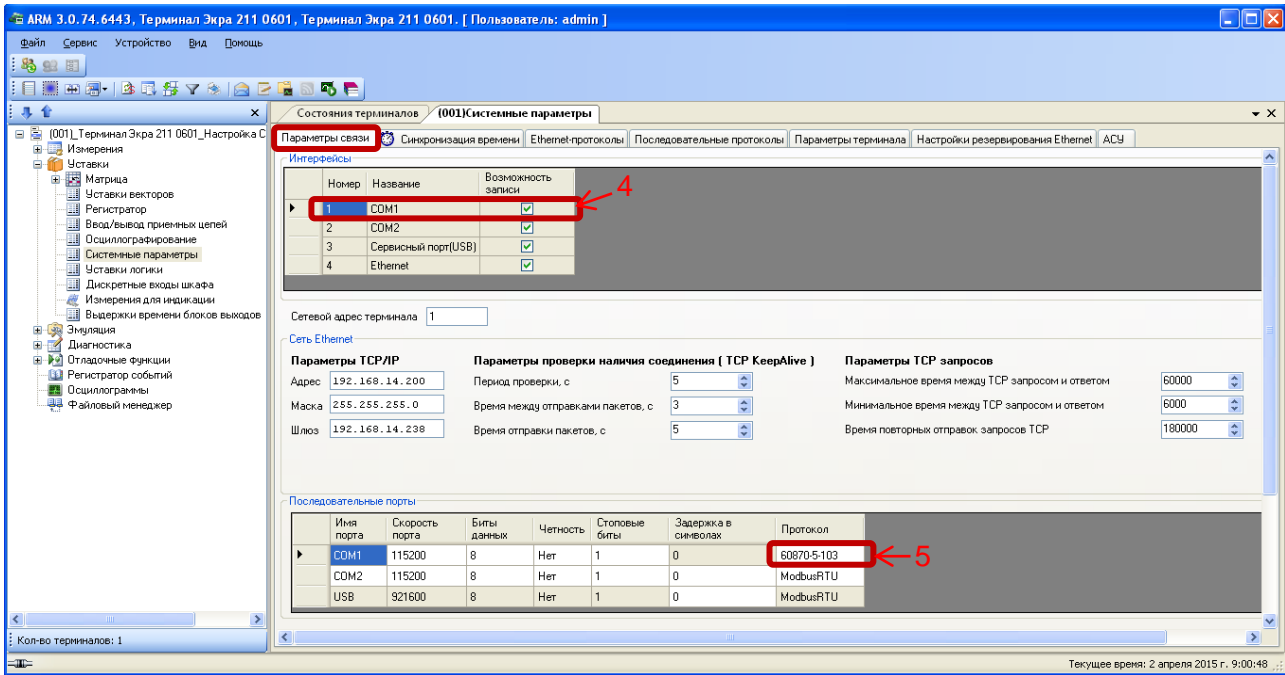 ARM 3.0.74.6443, Терминал Экра 211 0601, Терминал Экра 211 0601. [ Пользователь: admin ]
Файл Сервис Устройство Вид Помощь
Состояния терминалов (001)Системные параметры
(001)_Терминал Экра 211 0601_Настройка С
Измерения
Уставки
Матрица
Уставки векторов
Регистратор
Ввод/вывод приемных цепей
Осциллографирование
Системные параметры
Уставки логики
Дискретные входы шкафа
Измерения для индикации
Выдержки времени блоков выходов
Эмуляция
Диагностика
Отладочные функции
Регистратор событий
Осциллограммы
Файловый менеджер
Кол-во терминалов: 1
Параметры связи Синхронизация времени Ethernet-протоколы Последовательные протоколы Параметры терминала Настройки резервирования Ethernet АСУ
Интерфейсы
Номер Название Возможность записи
1 COM1
2 COM2
3 Сервисный порт(USB)
4 Ethernet
4
Сетевой адрес терминала 1
Сеть Ethernet
Параметры TCP/IP Параметры проверки наличия соединения ( TCP KeepAlive ) Параметры TCP запросов
Адрес 192.168.14.200 Период проверки, с 5 Максимальное время между TCP запросом и ответом 60000
Маска 255.255.255.0 Время между отправками пакетов, с 3 Минимальное время между TCP запросом и ответом 6000
Шлюз 192.168.14.238 Время отправки пакетов, с 5 Время повторных отправок запросов TCP 180000
Последовательные порты
Имя порта Скорость порта Биты данных Четность Стоповые биты Задержка в символах Протокол
COM1 115200 8 Нет 1 0 60870-5-103
5
COM2 115200 8 Нет 1 0 ModbusRTU
USB 921600 8 Нет 1 0 ModbusRTU
Текущее время: 2 апреля 2015 г. 9:00:48